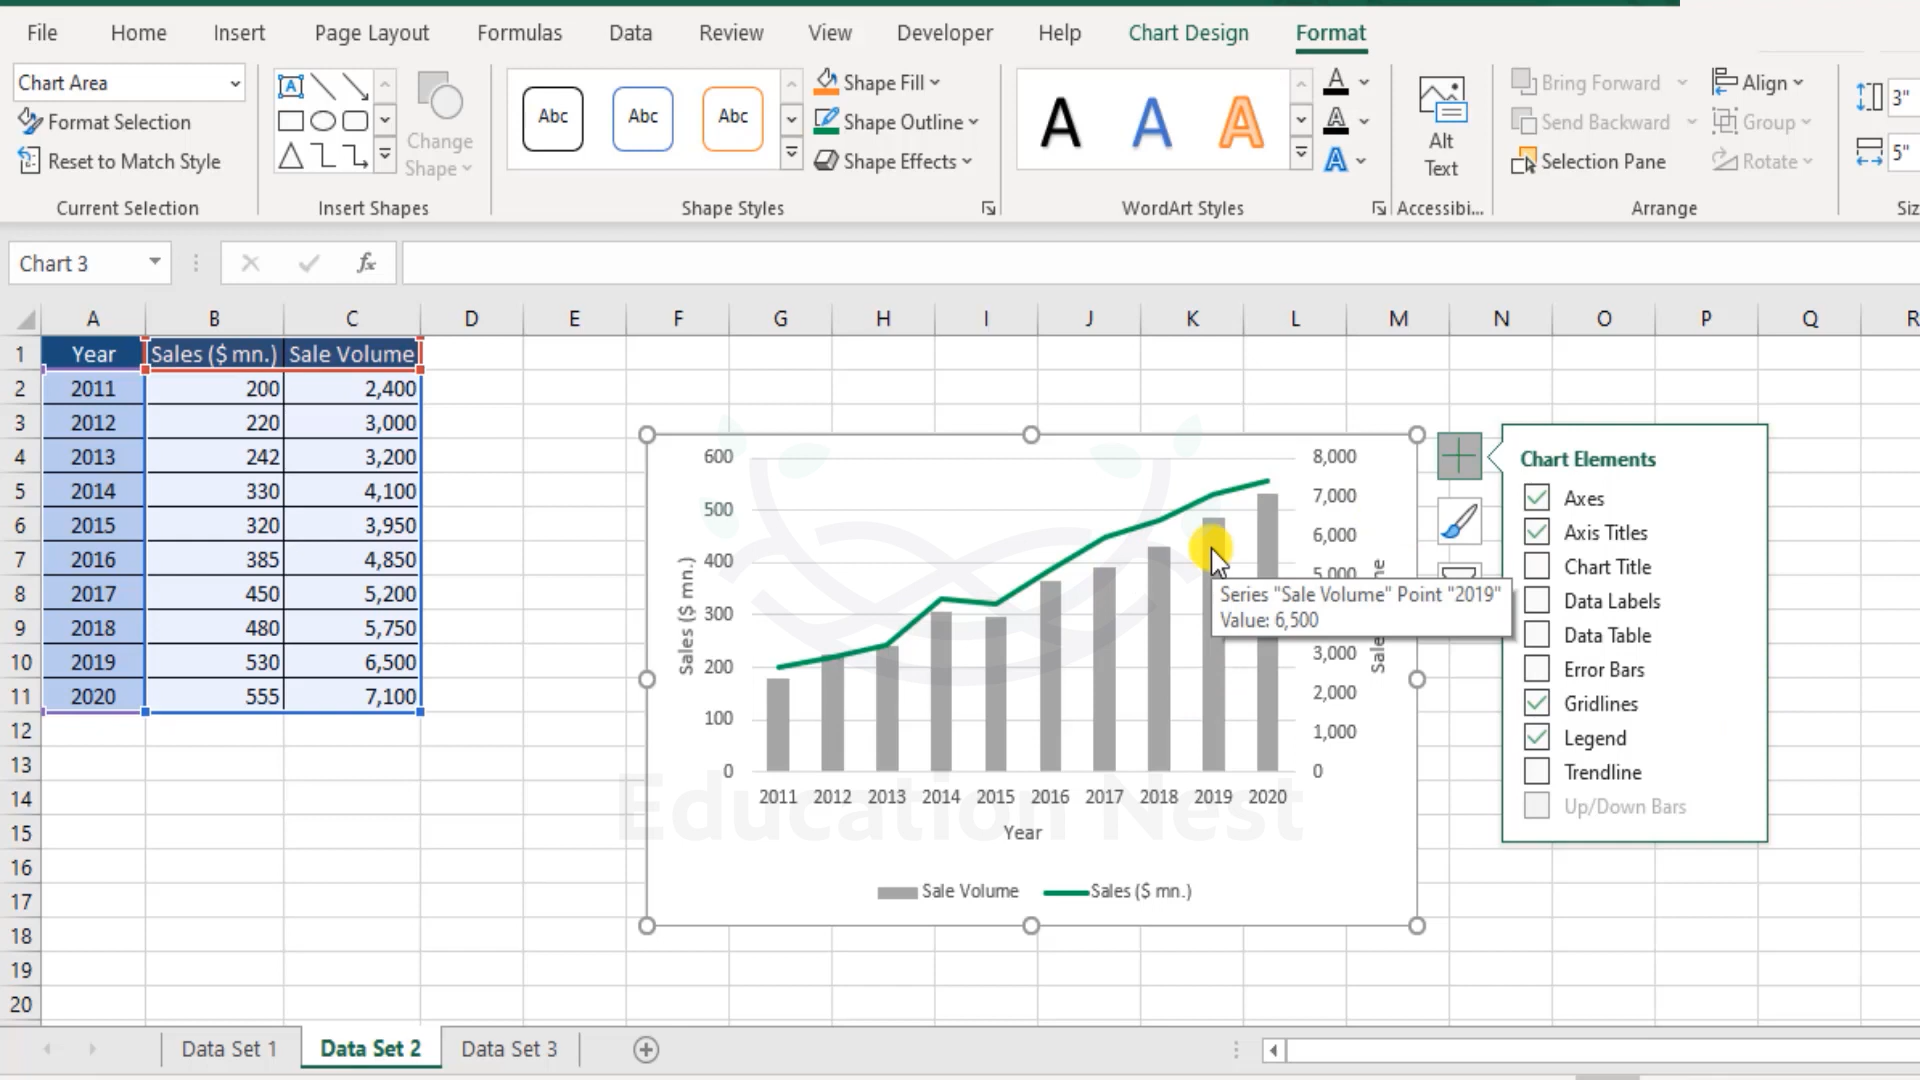 File Home Insert Page Layout Formulas Data Review View Developer Help Chart Design Format
Chart Area
Format Selection
Reset to Match Style
Current Selection
Change
Shape
Insert Shapes
Abc Abc Abc
Shape Fill
Shape Outline
Shape Effects
Shape Styles
A A A
A
A
A
WordArt Styles
Alt
Text
Accessibi...
Bring Forward
Send Backward
Selection Pane
Align
Group
Rotate
Arrange
3"
5"
Siz
Chart 3
fx
A B C D E F G H I J K L M N O P Q R
1 Year Sales ($ mn.) Sale Volume
2 2011 200 2,400
3 2012 220 3,000
4 2013 242 3,200
5 2014 330 4,100
6 2015 320 3,950
7 2016 385 4,850
8 2017 450 5,200
9 2018 480 5,750
10 2019 530 6,500
11 2020 555 7,100
12
13
14
15
16
17
18
19
20
600
500
400
300
200
100
0
Sales ($ mn.)
8,000
7,000
6,000
5,000
3,000
2,000
1,000
0
2011 2012 2013 2014 2015 2016 2017 2018 2019 2020
Year
Sale Volume Sales ($ mn.)
Series "Sale Volume" Point "2019"
Value: 6,500
Education Nest
Chart Elements
Axes
Axis Titles
Chart Title
Data Labels
Data Table
Error Bars
Gridlines
Legend
Trendline
Up/Down Bars
Data Set 1 Data Set 2 Data Set 3